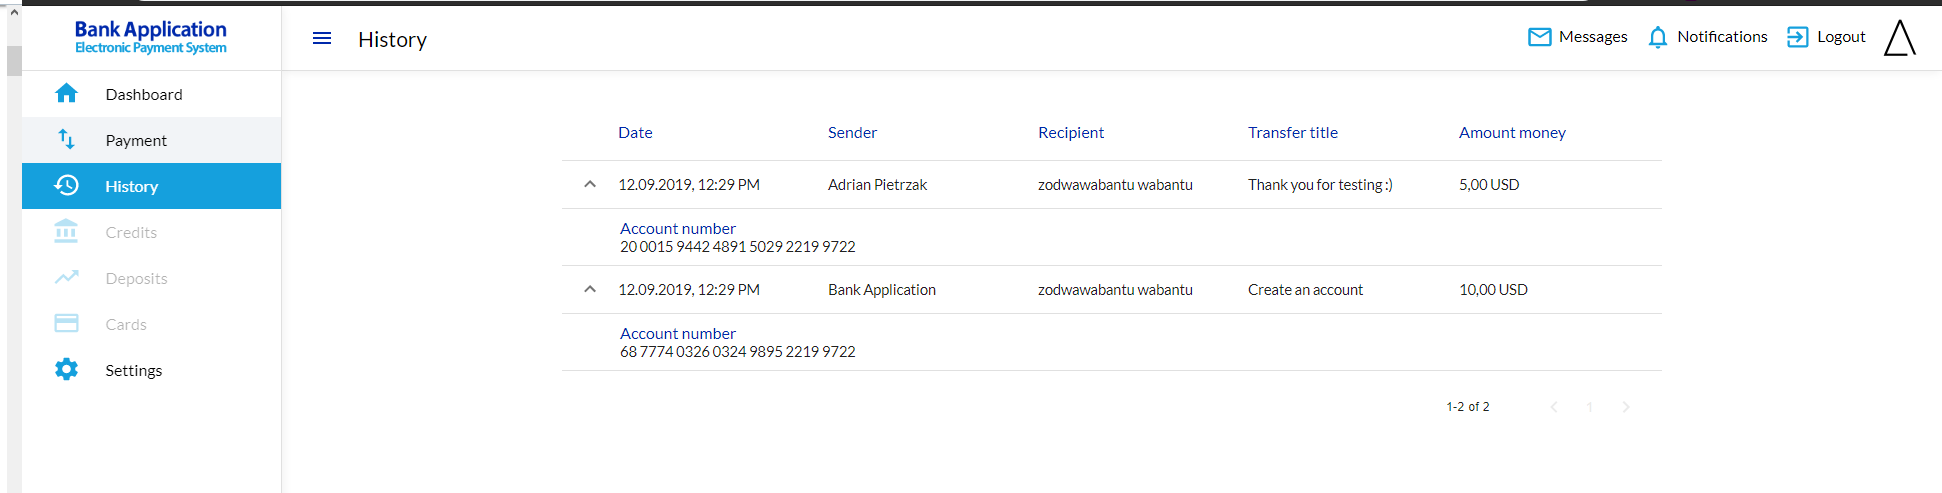 Bank Application
Electronic Payment System
History
Messages
Notifications
Logout
Dashboard
Payment
History
Credits
Deposits
Cards
Settings
Date Sender Recipient Transfer title Amount money
12.09.2019, 12:29 PM Adrian Pietrzak zodwawabantu wabantu Thank you for testing :) 5,00 USD
Account number
20 0015 9442 4891 5029 2219 9722
12.09.2019, 12:29 PM Bank Application zodwawabantu wabantu Create an account 10,00 USD
Account number
68 7774 0326 0324 9895 2219 9722
1-2 of 2 1